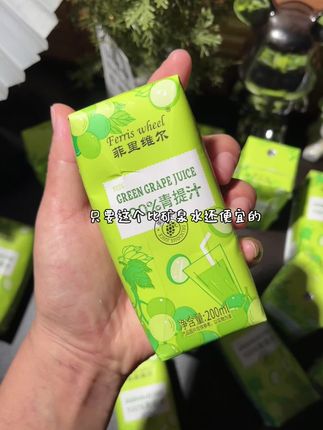 Ferris wheel
菲里维尔
GREEN GRAPE JUICE
只要这个比矿泉水还便宜的
青提汁
净含量:200ml